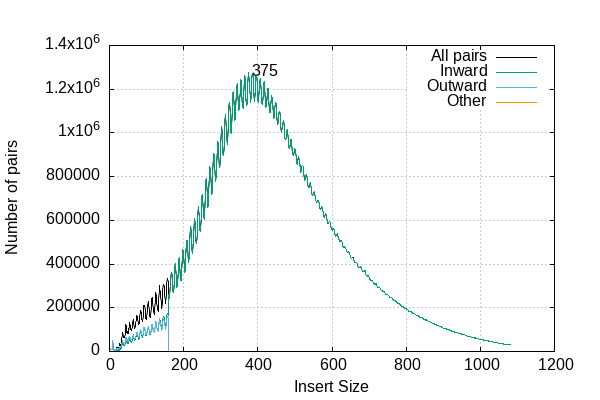 1.4x10^6
1.2x10^6
1x10^6
800000
600000
400000
200000
0
Number of pairs
375
All pairs
Inward
Outward
Other
0 200 400 600 800 1000 1200
Insert Size